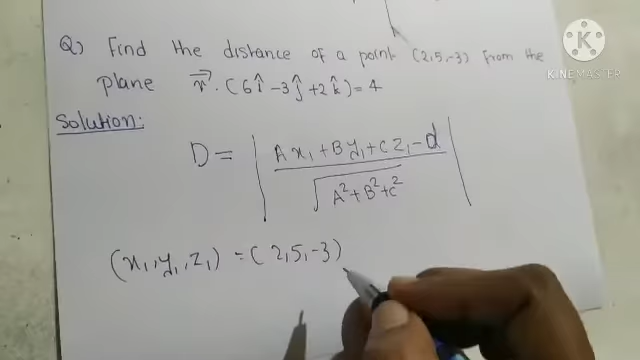 Q) Find the distance of a point (2,5,-3) from the
plane r⃗ . (6î -3ĵ +2k̂) = 4
Solution:
D = | Ax₁ + By₁ + Cz₁ - d / √A²+B²+C² |
(x₁, y₁, z₁) = (2,5,-3)
KINEMASTER